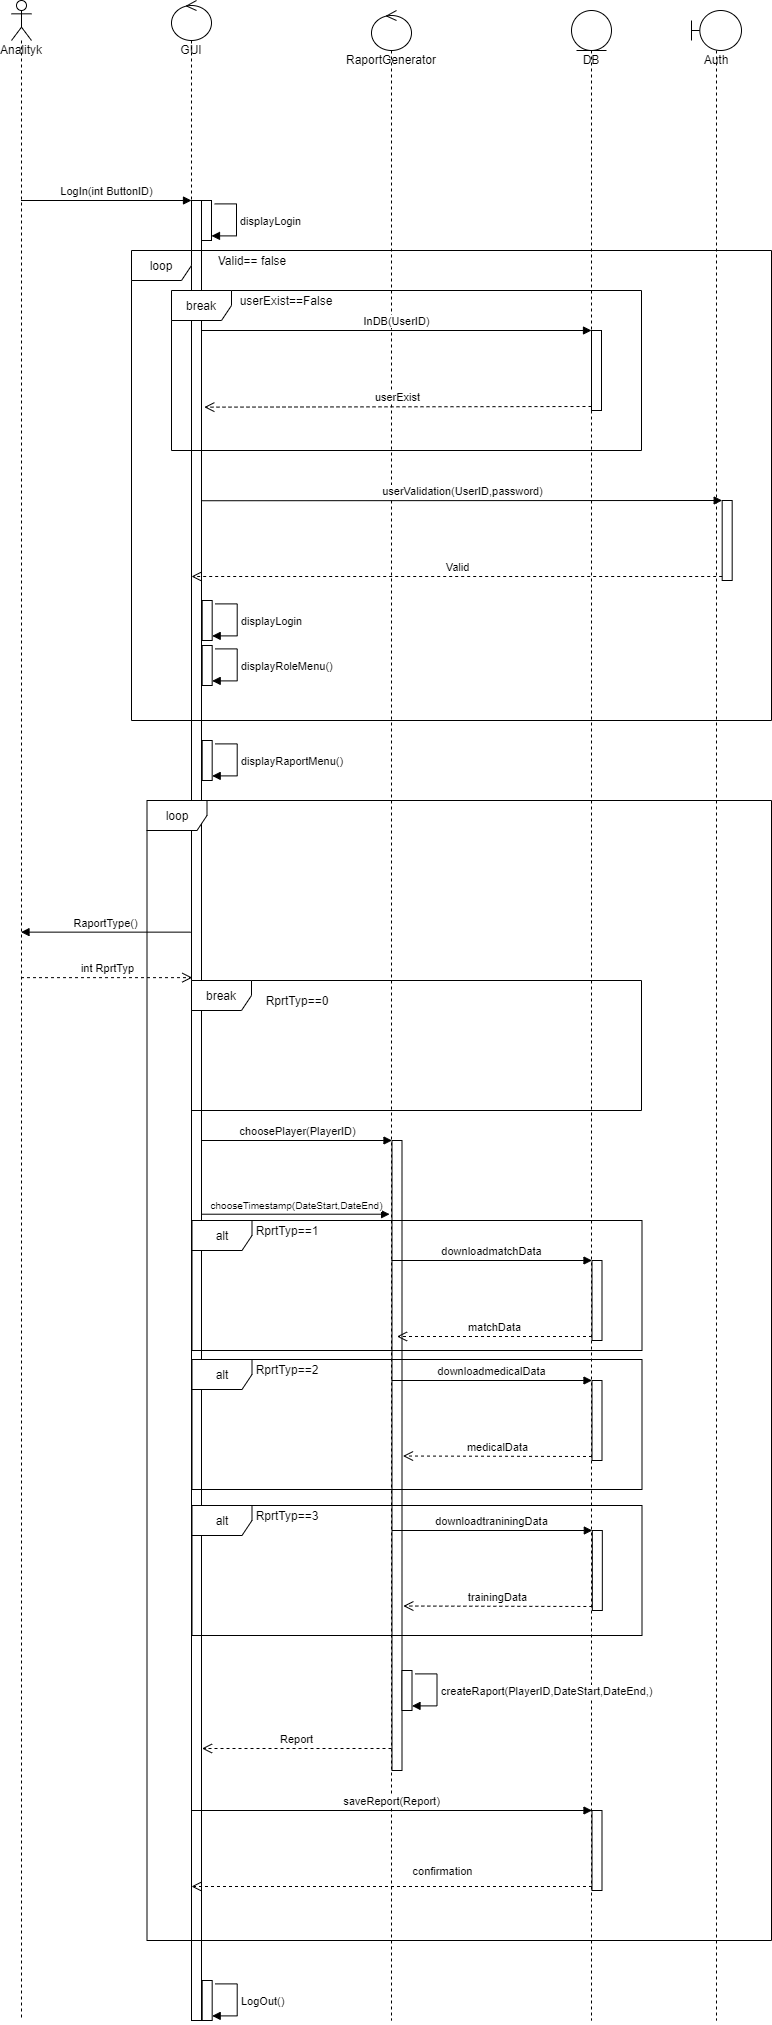 Analityk
GUI
RaportGenerator
DB
Auth
LogIn(int ButtonID)
displayLogin
loop
Valid== false
break
userExist==False
InDB(UserID)
userExist
userValidation(UserID,password)
Valid
displayLogin
displayRoleMenu()
displayRaportMenu()
loop
RaportType()
int RprtTyp
break
RprtTyp==0
choosePlayer(PlayerID)
chooseTimestamp(DateStart,DateEnd)
alt
RprtTyp==1
downloadmatchData
matchData
alt
RprtTyp==2
downloadmedicalData
medicalData
alt
RprtTyp==3
downloadtraniningData
trainingData
createRaport(PlayerID,DateStart,DateEnd,)
Report
saveReport(Report)
confirmation
LogOut()